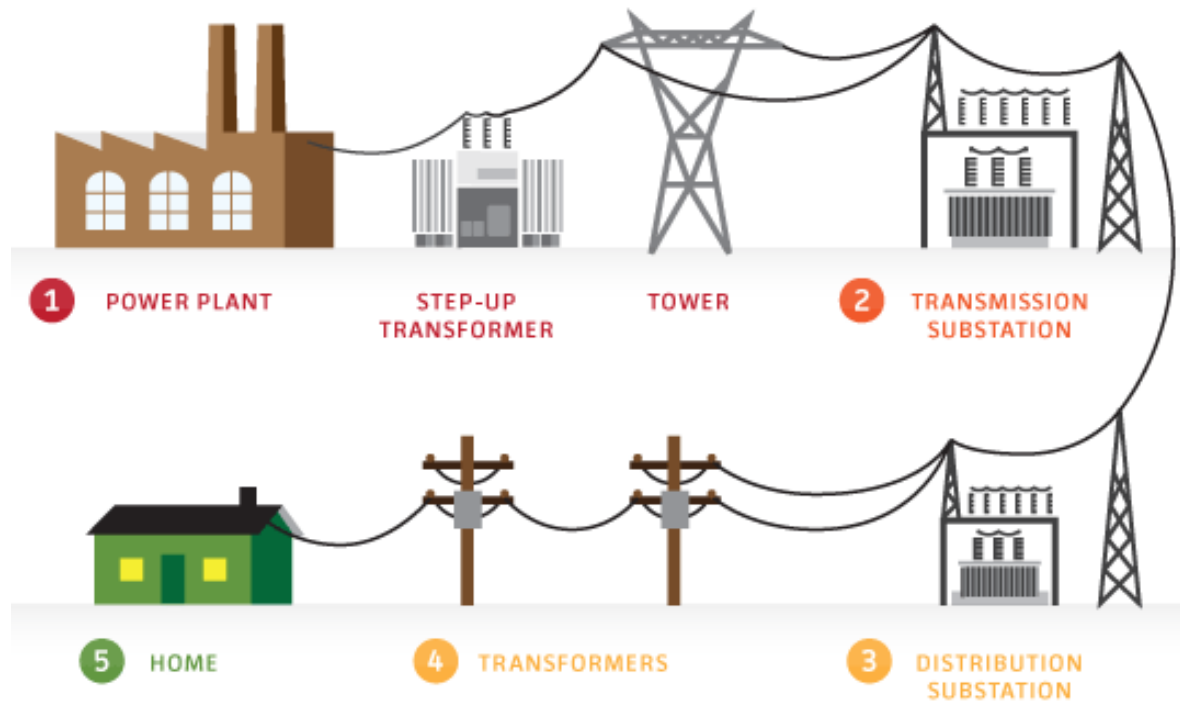 1 POWER PLANT
STEP-UP
TRANSFORMER
TOWER
2 TRANSMISSION
SUBSTATION
5 HOME
4 TRANSFORMERS
3 DISTRIBUTION
SUBSTATION